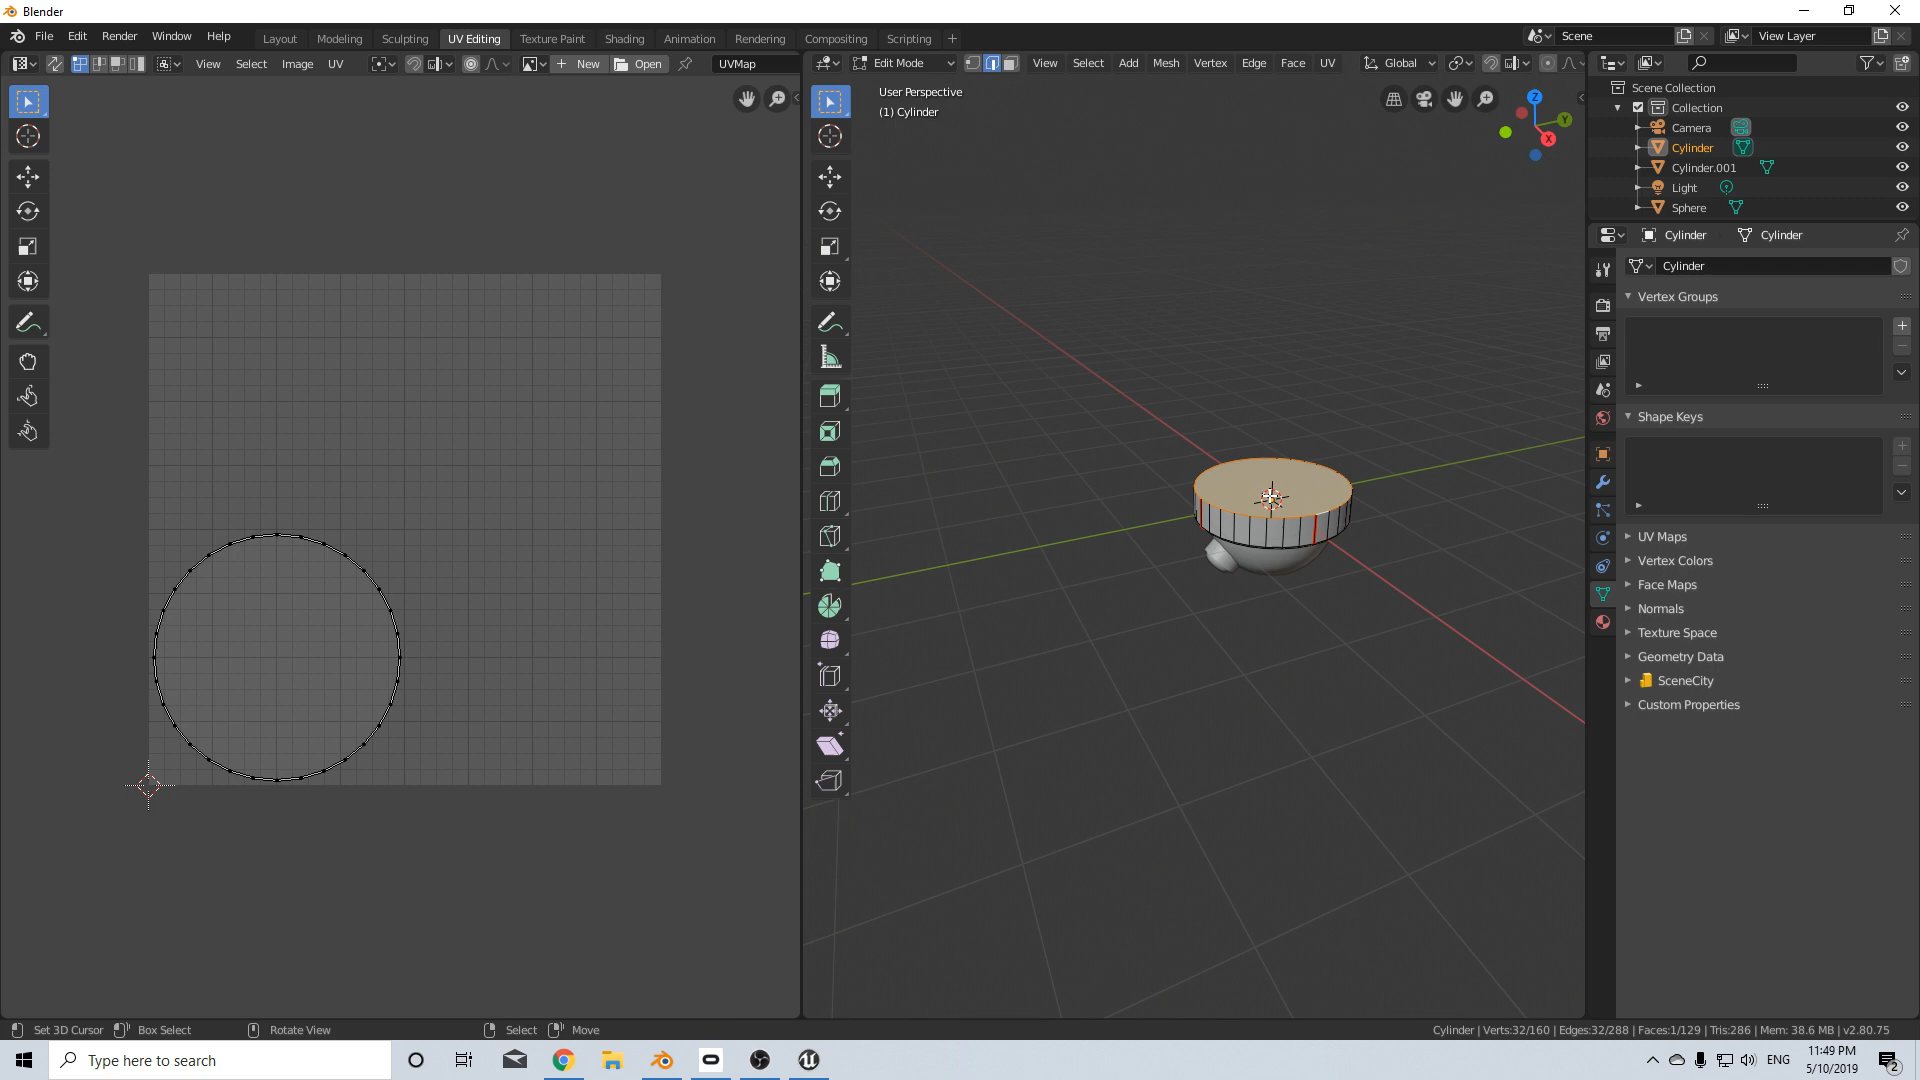 Blender
File Edit Render Window Help Layout Modeling Sculpting UV Editing Texture Paint Shading Animation Rendering Compositing Scripting + Scene View Layer
View Select Image UV New Open UVMap Edit Mode View Select Add Mesh Vertex Edge Face UV Global
User Perspective
(1) Cylinder
Z
Y
X
Scene Collection
Collection
Camera
Cylinder
Cylinder.001
Light
Sphere
Cylinder Cylinder
Cylinder
Vertex Groups
Shape Keys
UV Maps
Vertex Colors
Face Maps
Normals
Texture Space
Geometry Data
SceneCity
Custom Properties
Set 3D Cursor Box Select Rotate View Select Move Cylinder | Verts:32/160 | Edges:32/288 | Faces:1/129 | Tris:286 | Mem: 38.6 MB | v2.80.75
Type here to search ENG 11:49 PM
5/10/2019 2